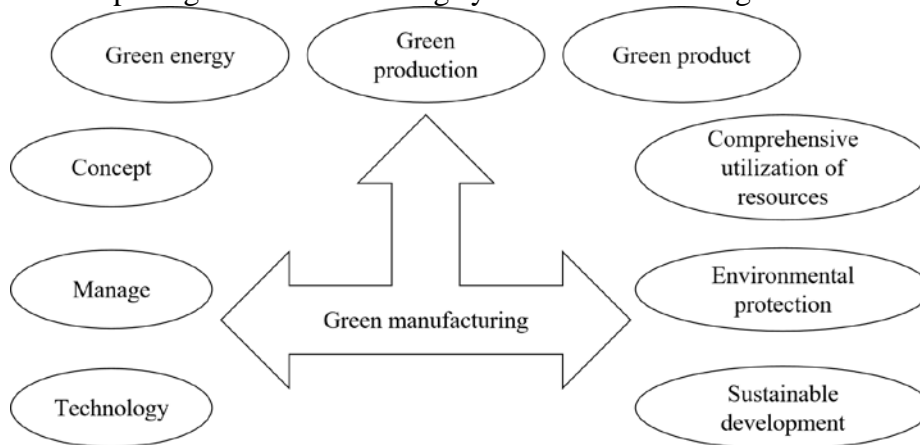 Green energy
Green
production
Green product
Concept
Comprehensive
utilization of
resources
Manage
Environmental
protection
Green manufacturing
Technology
Sustainable
development